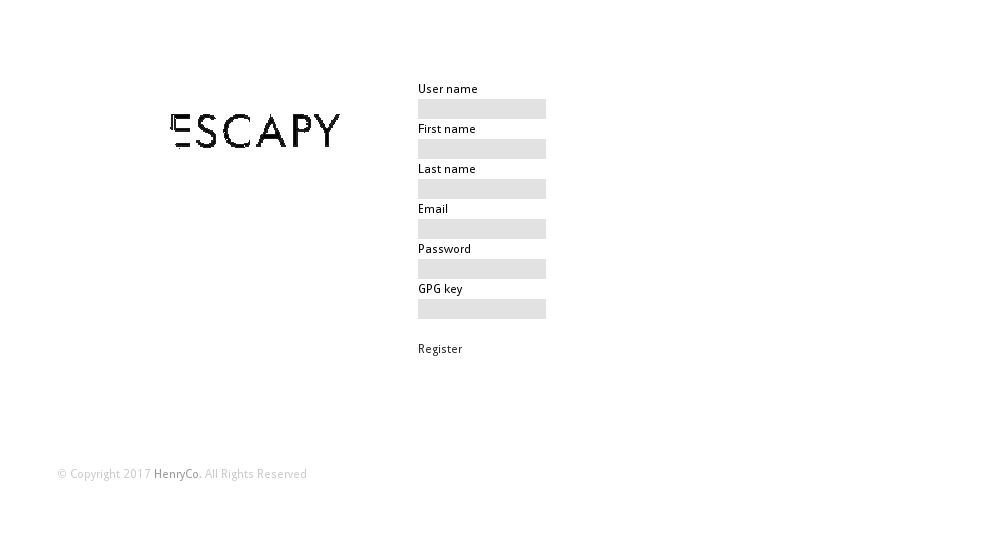 ESCAPY
User name
First name
Last name
Email
Password
GPG key
Register
© Copyright 2017 HenryCo. All Rights Reserved